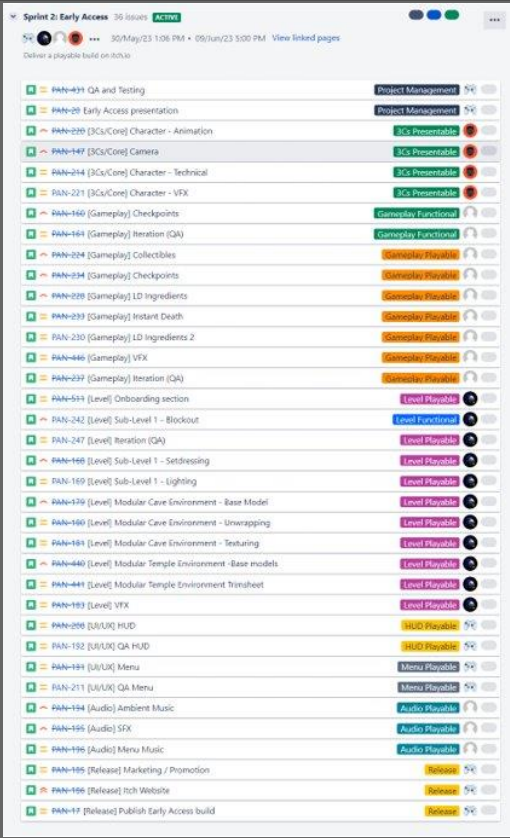 Sprint 2: Early Access 36 issues ACTIVE
30/May/23 1:06 PM • 09/Jun/23 5:00 PM View linked pages
Deliver a playable build on itch.io
PAN-431 QA and Testing Project Management
PAN-20 Early Access presentation Project Management
PAN-220 [3Cs/Core] Character - Animation 3Cs Presentable
PAN-147 [3Cs/Core] Camera 3Cs Presentable
PAN-214 [3Cs/Core] Character - Technical 3Cs Presentable
PAN-221 [3Cs/Core] Character - VFX 3Cs Presentable
PAN-160 [Gameplay] Checkpoints Gameplay Functional
PAN-161 [Gameplay] Iteration (QA) Gameplay Functional
PAN-224 [Gameplay] Collectibles Gameplay Playable
PAN-234 [Gameplay] Checkpoints Gameplay Playable
PAN-228 [Gameplay] LD Ingredients Gameplay Playable
PAN-233 [Gameplay] Instant Death Gameplay Playable
PAN-230 [Gameplay] LD Ingredients 2 Gameplay Playable
PAN-446 [Gameplay] VFX Gameplay Playable
PAN-237 [Gameplay] Iteration (QA) Gameplay Playable
PAN-511 [Level] Onboarding section Level Playable
PAN-242 [Level] Sub-Level 1 - Blockout Level Functional
PAN-247 [Level] Iteration (QA) Level Playable
PAN-168 [Level] Sub-Level 1 - Setdressing Level Playable
PAN-169 [Level] Sub-Level 1 - Lighting Level Playable
PAN-179 [Level] Modular Cave Environment - Base Model Level Playable
PAN-180 [Level] Modular Cave Environment - Unwrapping Level Playable
PAN-181 [Level] Modular Cave Environment - Texturing Level Playable
PAN-440 [Level] Modular Temple Environment -Base models Level Playable
PAN-441 [Level] Modular Temple Environment Trimsheet Level Playable
PAN-183 [Level] VFX Level Playable
PAN-208 [UI/UX] HUD HUD Playable
PAN-192 [UI/UX] QA HUD HUD Playable
PAN-191 [UI/UX] Menu Menu Playable
PAN-211 [UI/UX] QA Menu Menu Playable
PAN-194 [Audio] Ambient Music Audio Playable
PAN-195 [Audio] SFX Audio Playable
PAN-196 [Audio] Menu Music Audio Playable
PAN-185 [Release] Marketing / Promotion Release
PAN-186 [Release] Itch Website Release
PAN-17 [Release] Publish Early Access build Release